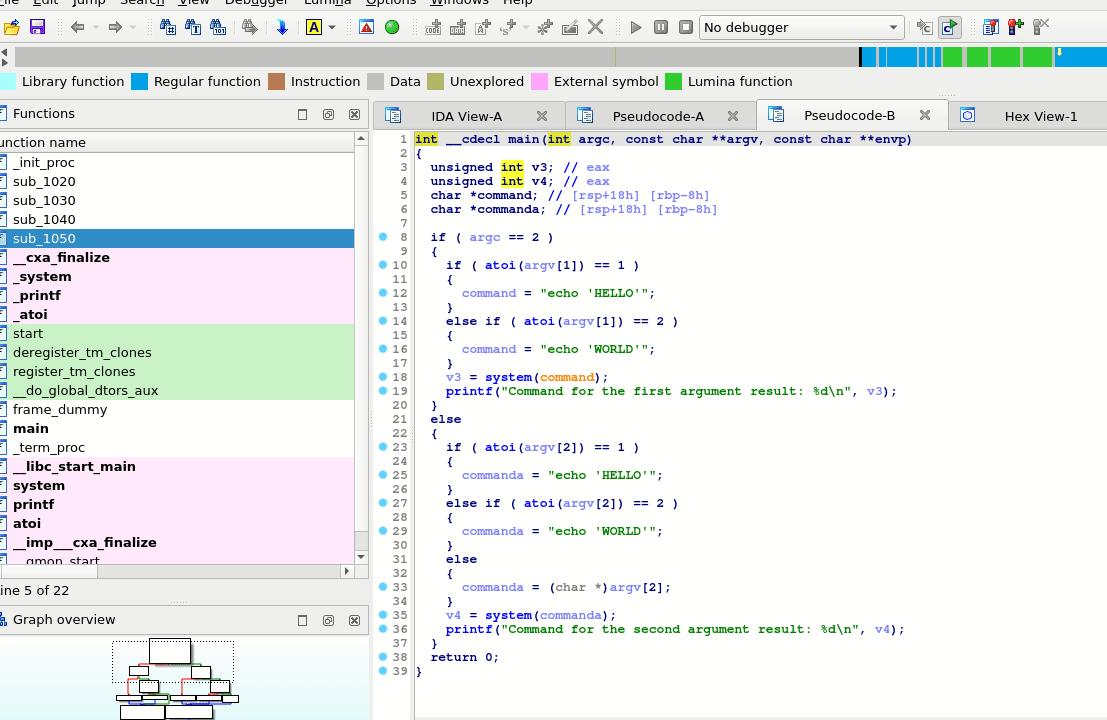 File Edit Jump Search View Debugger Lumina Options Windows Help
No debugger
Library function Regular function Instruction Data Unexplored External symbol Lumina function
Functions
unction name
_init_proc
sub_1020
sub_1030
sub_1040
sub_1050
__cxa_finalize
_system
_printf
_atoi
start
deregister_tm_clones
register_tm_clones
__do_global_dtors_aux
frame_dummy
main
_term_proc
__libc_start_main
system
printf
atoi
__imp___cxa_finalize
__gmon_start
ine 5 of 22
Graph overview
IDA View-A Pseudocode-A Pseudocode-B Hex View-1
1 int __cdecl main(int argc, const char **argv, const char **envp)
2 {
3 unsigned int v3; // eax
4 unsigned int v4; // eax
5 char *command; // [rsp+18h] [rbp-8h]
6 char *commanda; // [rsp+18h] [rbp-8h]
7
8 if ( argc == 2 )
9 {
10 if ( atoi(argv[1]) == 1 )
11 {
12 command = "echo 'HELLO'";
13 }
14 else if ( atoi(argv[1]) == 2 )
15 {
16 command = "echo 'WORLD'";
17 }
18 v3 = system(command);
19 printf("Command for the first argument result: %d\n", v3);
20 }
21 else
22 {
23 if ( atoi(argv[2]) == 1 )
24 {
25 commanda = "echo 'HELLO'";
26 }
27 else if ( atoi(argv[2]) == 2 )
28 {
29 commanda = "echo 'WORLD'";
30 }
31 else
32 {
33 commanda = (char *)argv[2];
34 }
35 v4 = system(commanda);
36 printf("Command for the second argument result: %d\n", v4);
37 }
38 return 0;
39 }